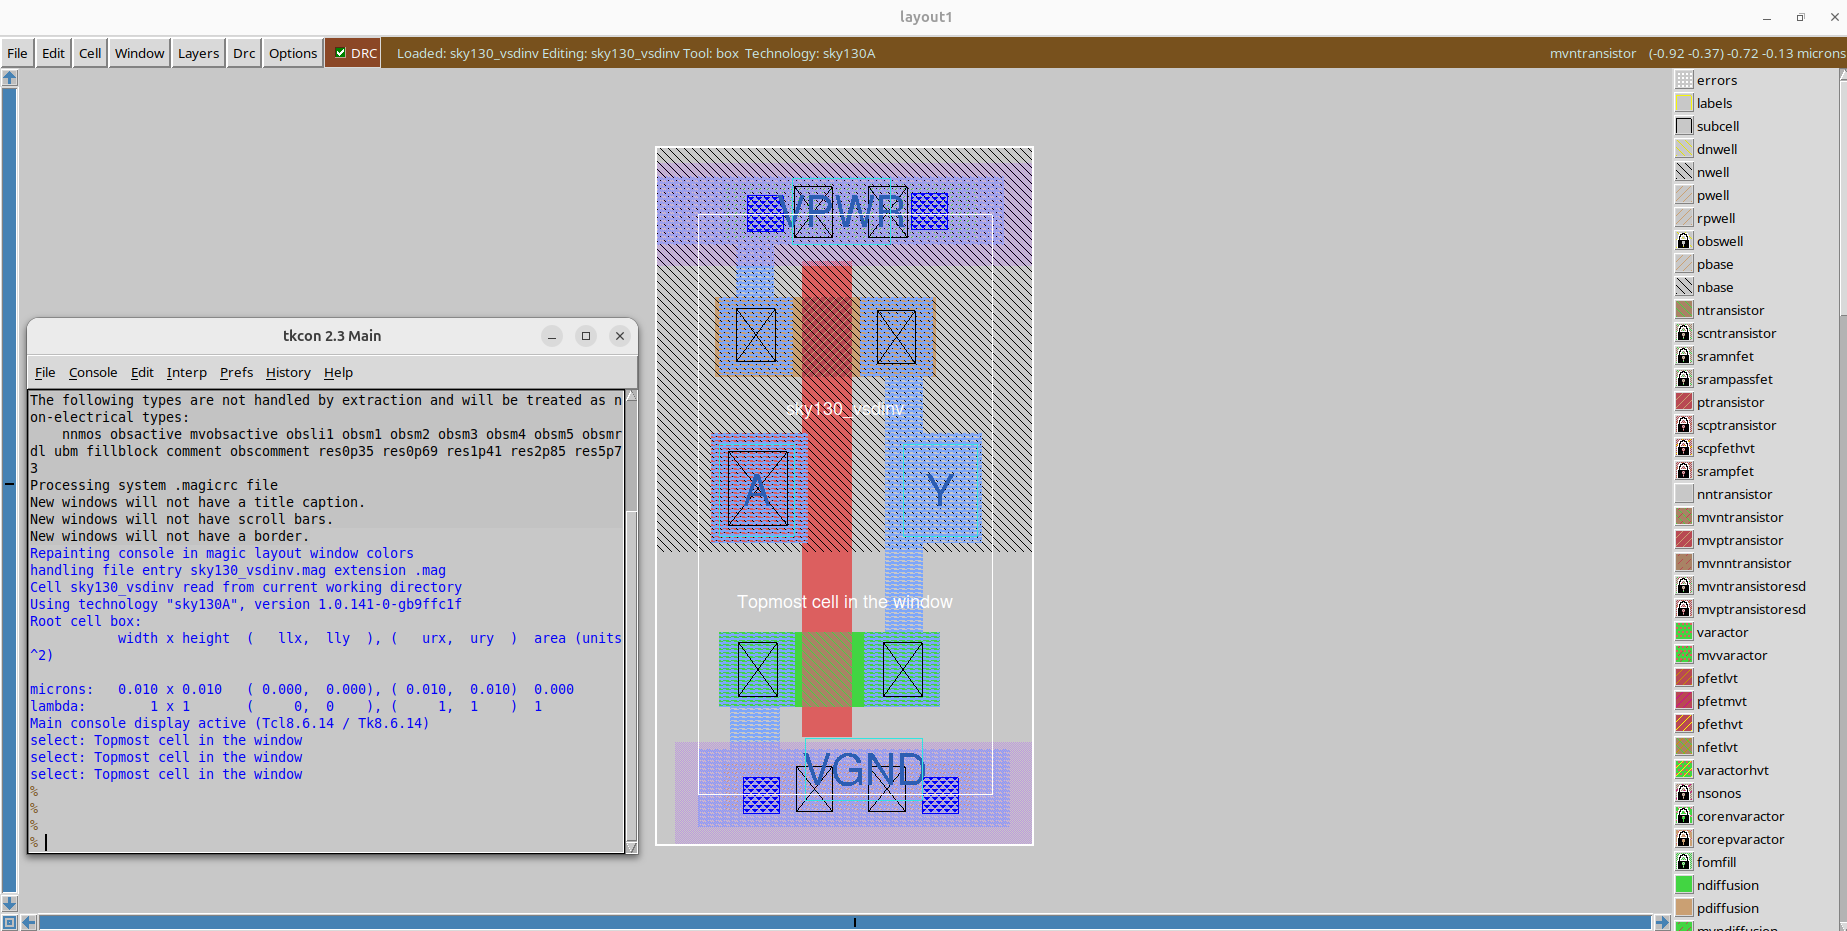 layout1
File Edit Cell Window Layers Drc Options DRC Loaded: sky130_vsdinv Editing: sky130_vsdinv Tool: box Technology: sky130A mvntransistor (-0.92 -0.37) -0.72 -0.13 microns
VPWR
sky130_vsdinv
A
Y
Topmost cell in the window
VGND
tkcon 2.3 Main
File Console Edit Interp Prefs History Help
The following types are not handled by extraction and will be treated as n
on-electrical types:
nnmos obsactive mvobsactive obsli1 obsm1 obsm2 obsm3 obsm4 obsm5 obsmr
dl ubm fillblock comment obscomment res0p35 res0p69 res1p41 res2p85 res5p7
3
Processing system .magicrc file
New windows will not have a title caption.
New windows will not have scroll bars.
New windows will not have a border.
Repainting console in magic layout window colors
handling file entry sky130_vsdinv.mag extension .mag
Cell sky130_vsdinv read from current working directory
Using technology "sky130A", version 1.0.141-0-gb9ffc1f
Root cell box:
width x height ( llx, lly ), ( urx, ury ) area (units
^2)
microns: 0.010 x 0.010 ( 0.000, 0.000), ( 0.010, 0.010) 0.000
lambda: 1 x 1 ( 0, 0 ), ( 1, 1 ) 1
Main console display active (Tcl8.6.14 / Tk8.6.14)
select: Topmost cell in the window
select: Topmost cell in the window
select: Topmost cell in the window
%
%
%
%
errors
labels
subcell
dnwell
nwell
pwell
rpwell
obswell
pbase
nbase
ntransistor
scntransistor
sramnfet
srampassfet
ptransistor
scptransistor
scpfethvt
srampfet
nntransistor
mvntransistor
mvptransistor
mvnntransistor
mvntransistoresd
mvptransistoresd
varactor
mvvaractor
pfetlvt
pfetmvt
pfethvt
nfetlvt
varactorhvt
nsonos
corenvaractor
corepvaractor
fomfill
ndiffusion
pdiffusion